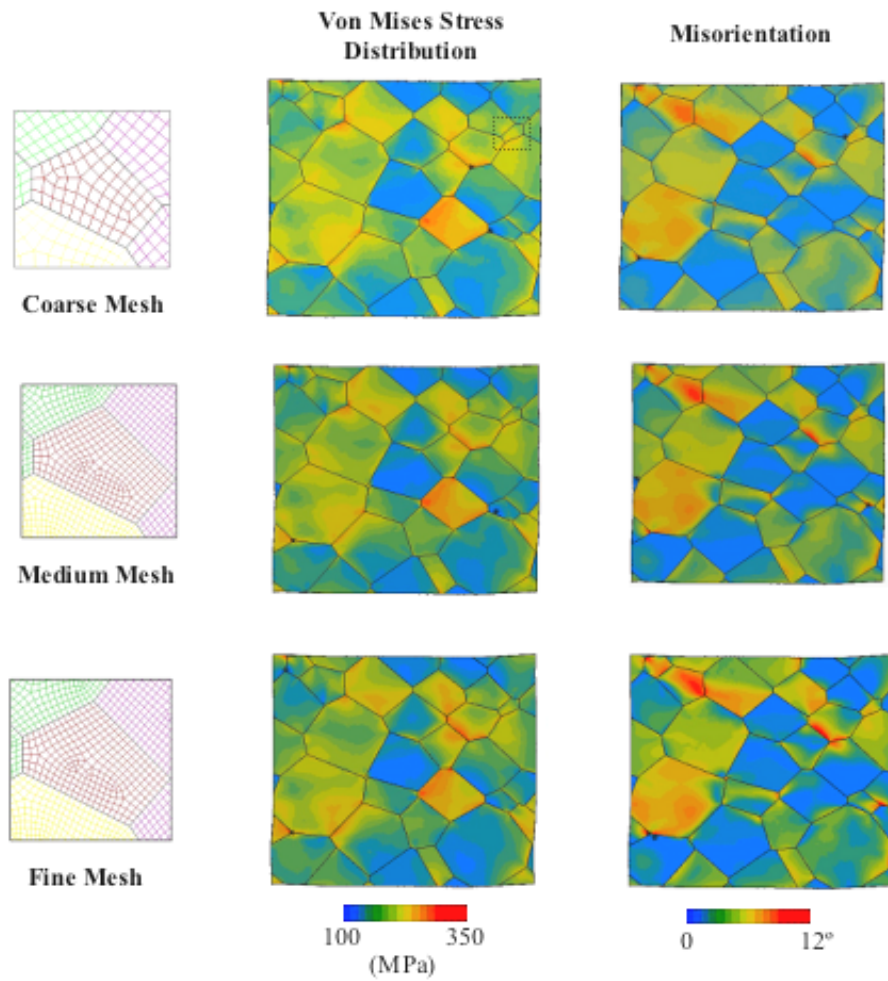 Von Mises Stress
Distribution
Misorientation
Coarse Mesh
Medium Mesh
Fine Mesh
100 350
(MPa)
0 12º